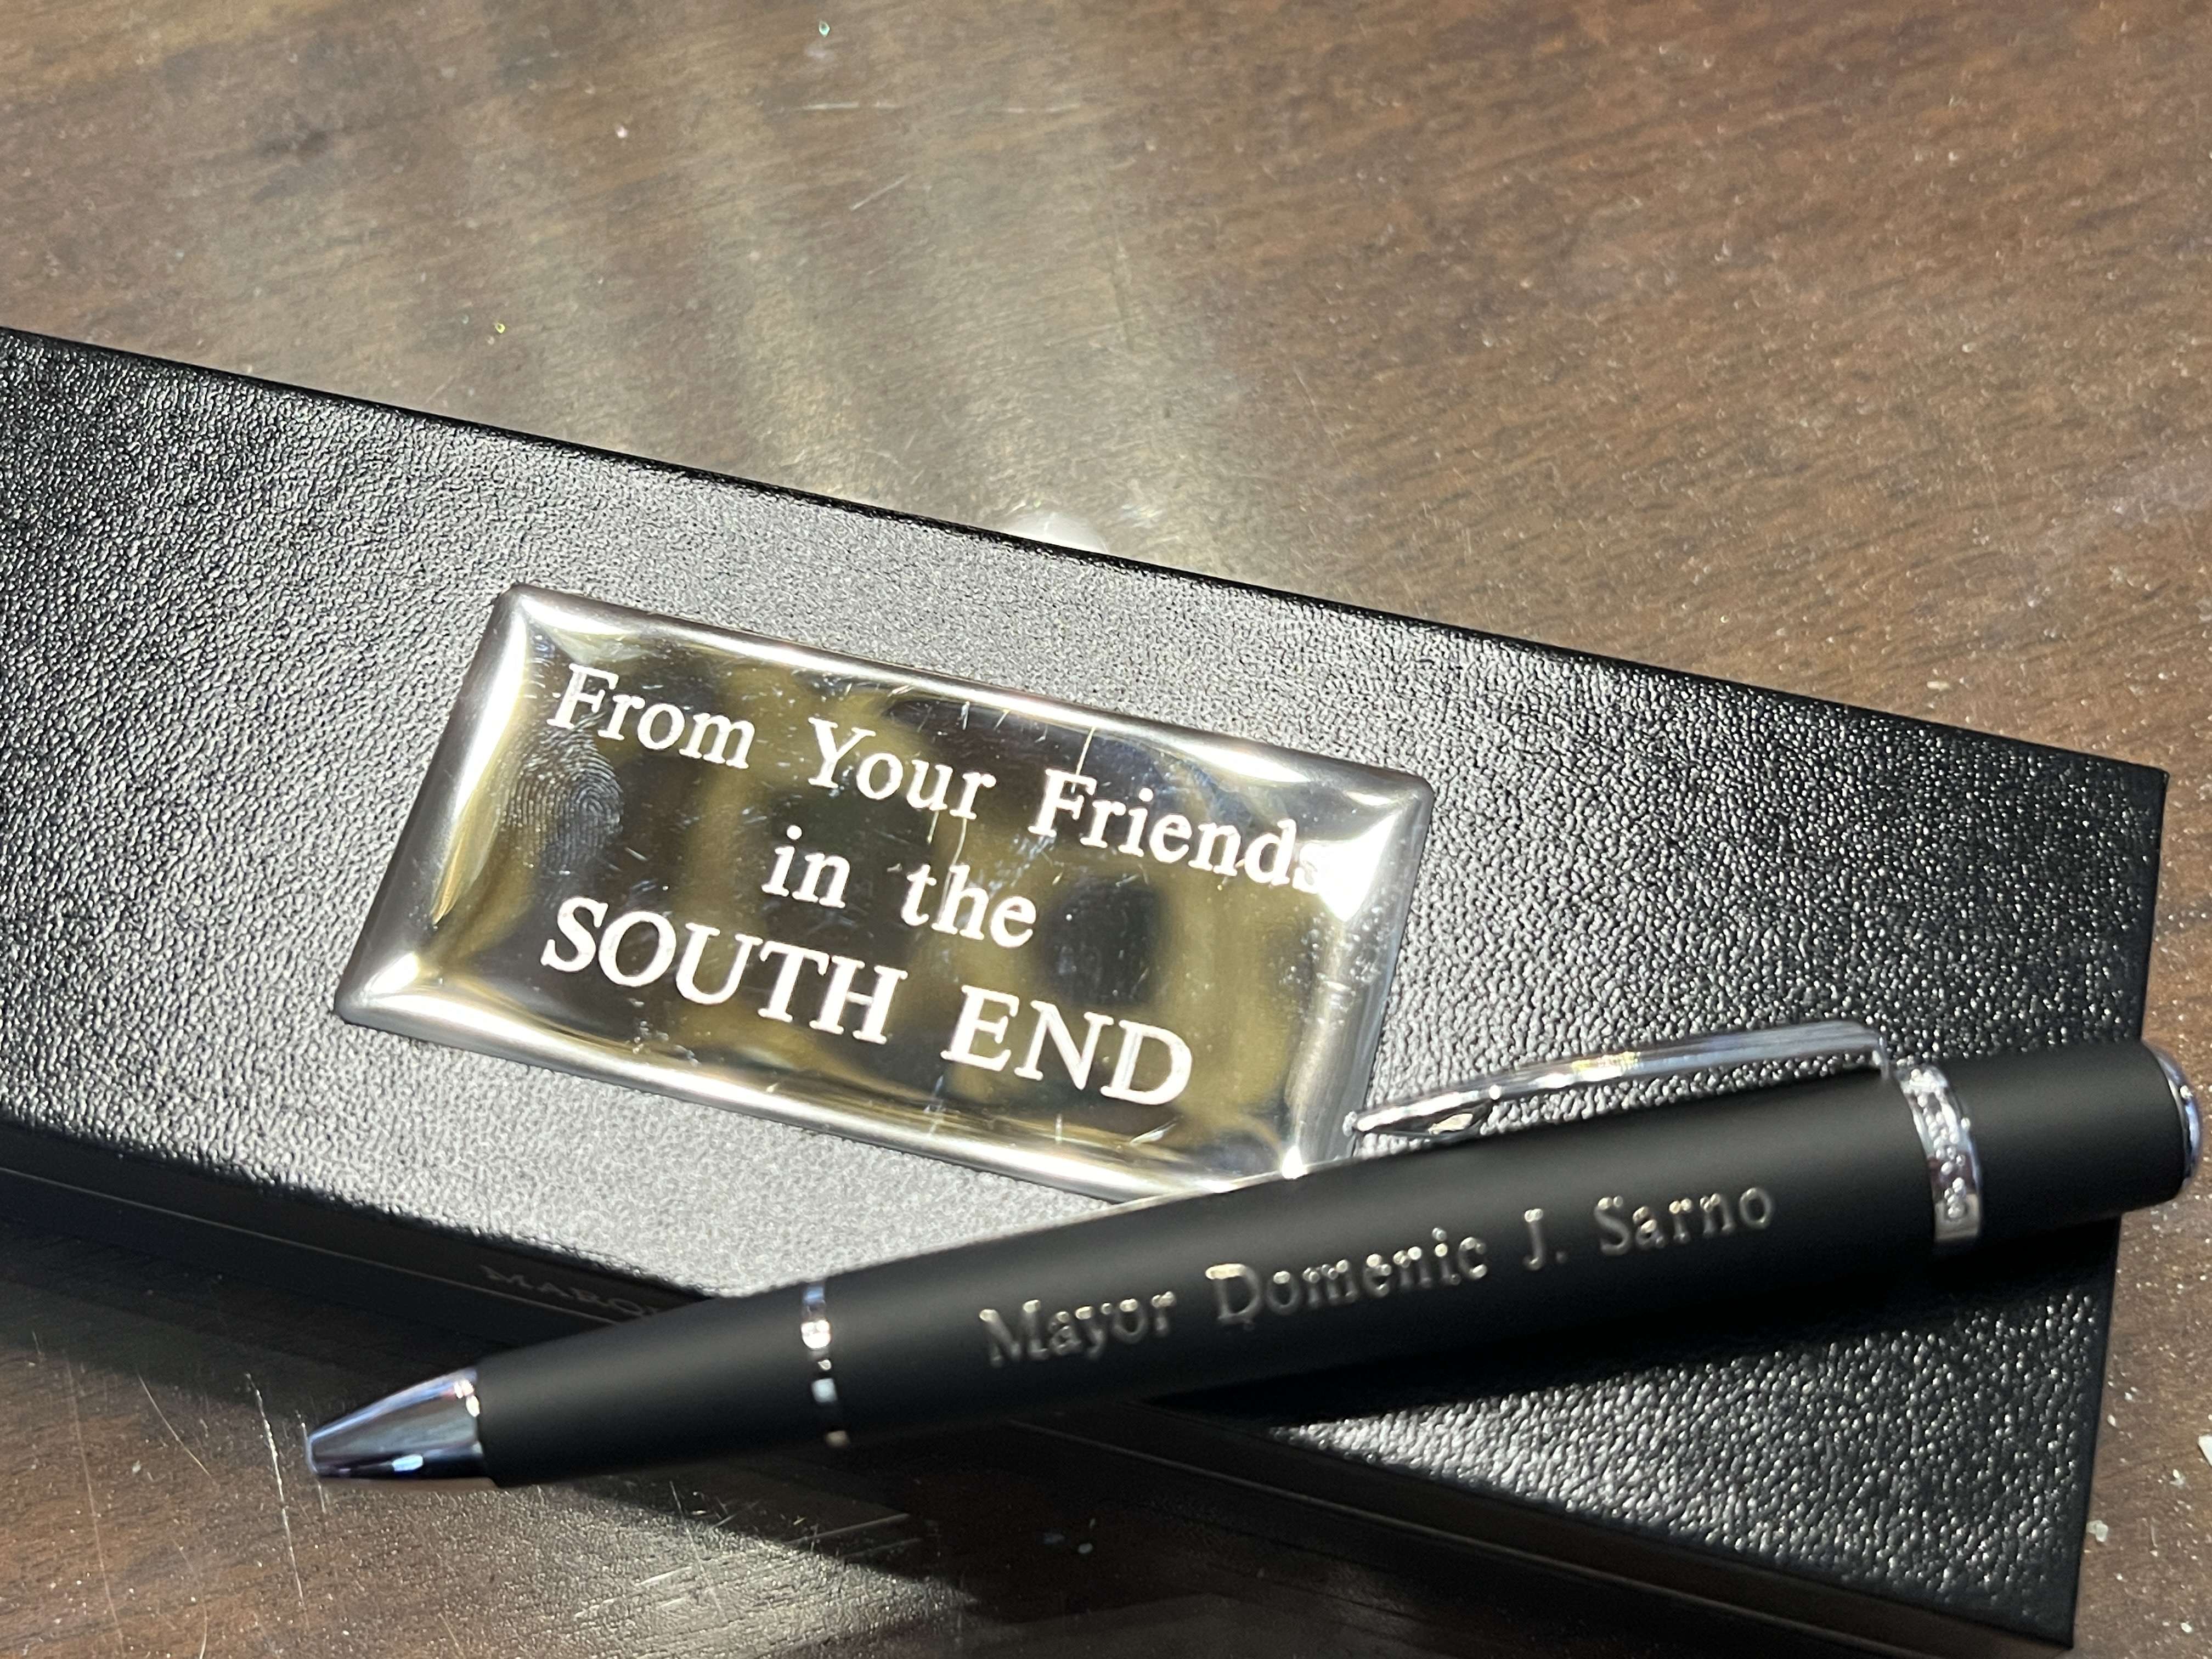 From Your Friends
in the
SOUTH END
Mayor Domenic J. Sarno